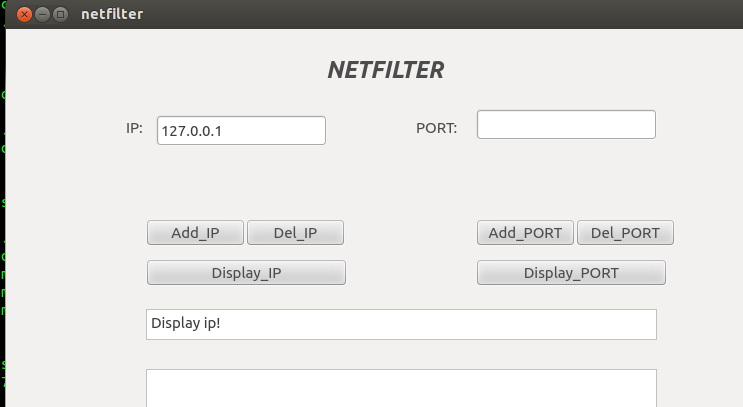 netfilter
NETFILTER
IP: 127.0.0.1 PORT:
Add_IP Del_IP Add_PORT Del_PORT
Display_IP Display_PORT
Display ip!